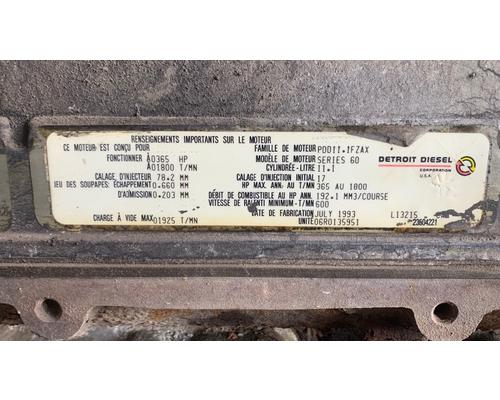 RENSEIGNEMENTS IMPORTANTS SUR LE MOTEUR
CE MOTEUR EST CONÇU POUR
FONCTIONNER À 0365 HP
À 01800 T/MN
CALAGE D'INJECTEUR 78.2 MM
JEU DES SOUPAPES: ÉCHAPPEMENT 0.660 MM
D'ADMISSION 0.203 MM
CHARGE À VIDE MAX 01925 T/MN
FAMILLE DE MOTEUR PDD11.1FZAX
MODÈLE DE MOTEUR SERIES 60
CYLINDRÉE-LITRE 11.1
CALAGE D'INJECTION INITIAL 17
HP MAX. ANN. AU T/MN 365 AU 1800
DÉBIT DE COMBUSTIBLE AU HP ANN. 192.1 MM3/COURSE
VITESSE DE RALENTI MINIMUM-T/MN 600
DATE DE FABRICATION JULY 1993
UNITÉ 06R0135951
DETROIT DIESEL
CORPORATION
U.S.A.
L13215
23604221